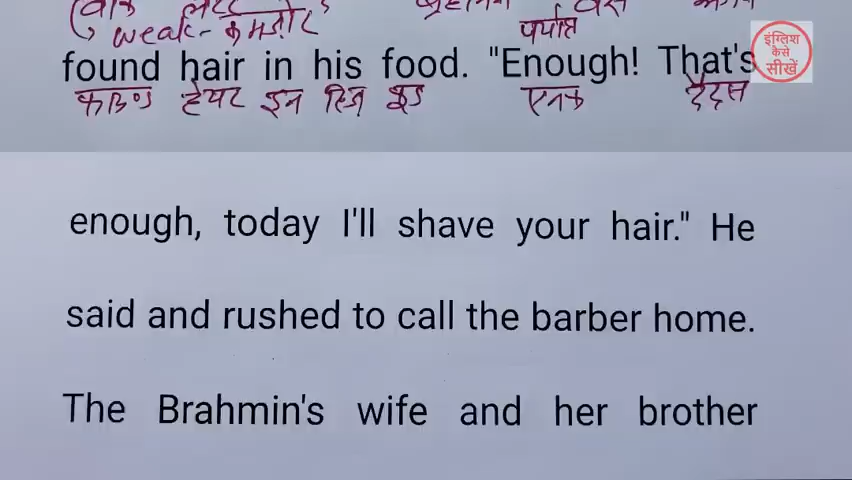 weak - कमजोर
पर्याप्त
found hair in his food. "Enough! That's
फाउण्ड हेयर इन हिज फूड एनफ दैट्स
इंग्लिश
कैसे
सीखें
enough, today I'll shave your hair." He
said and rushed to call the barber home.
The Brahmin's wife and her brother